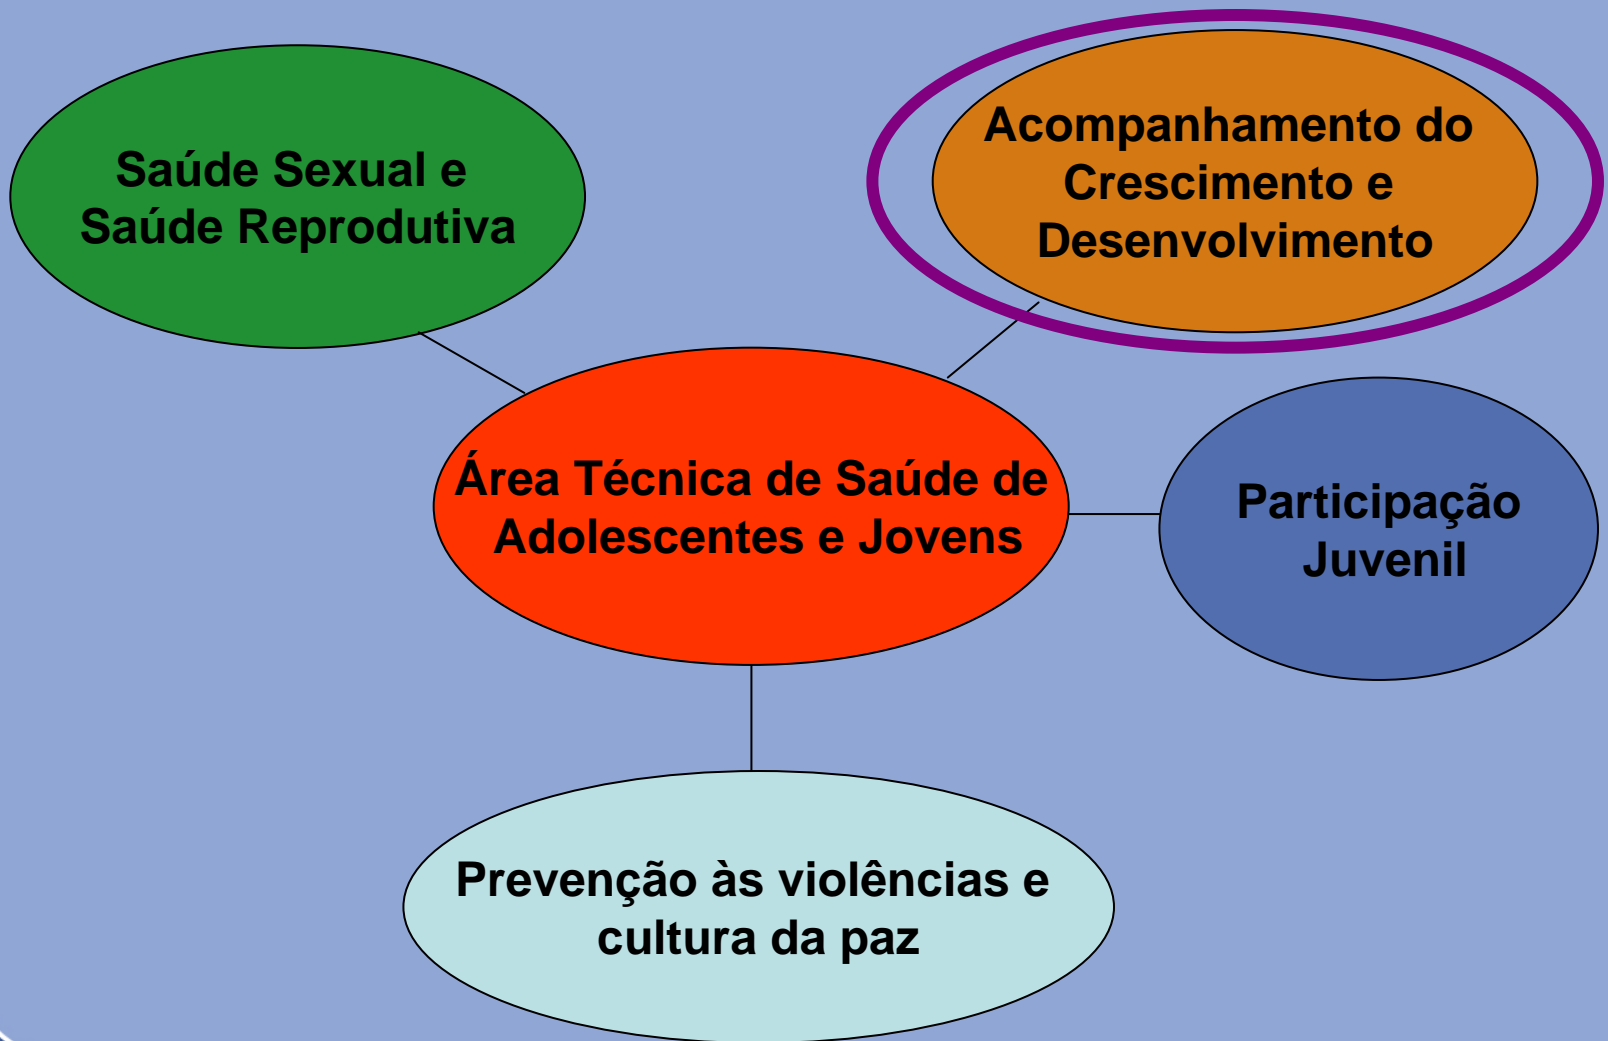 Saúde Sexual e
Saúde Reprodutiva
Acompanhamento do
Crescimento e
Desenvolvimento
Área Técnica de Saúde de
Adolescentes e Jovens
Participação
Juvenil
Prevenção às violências e
cultura da paz